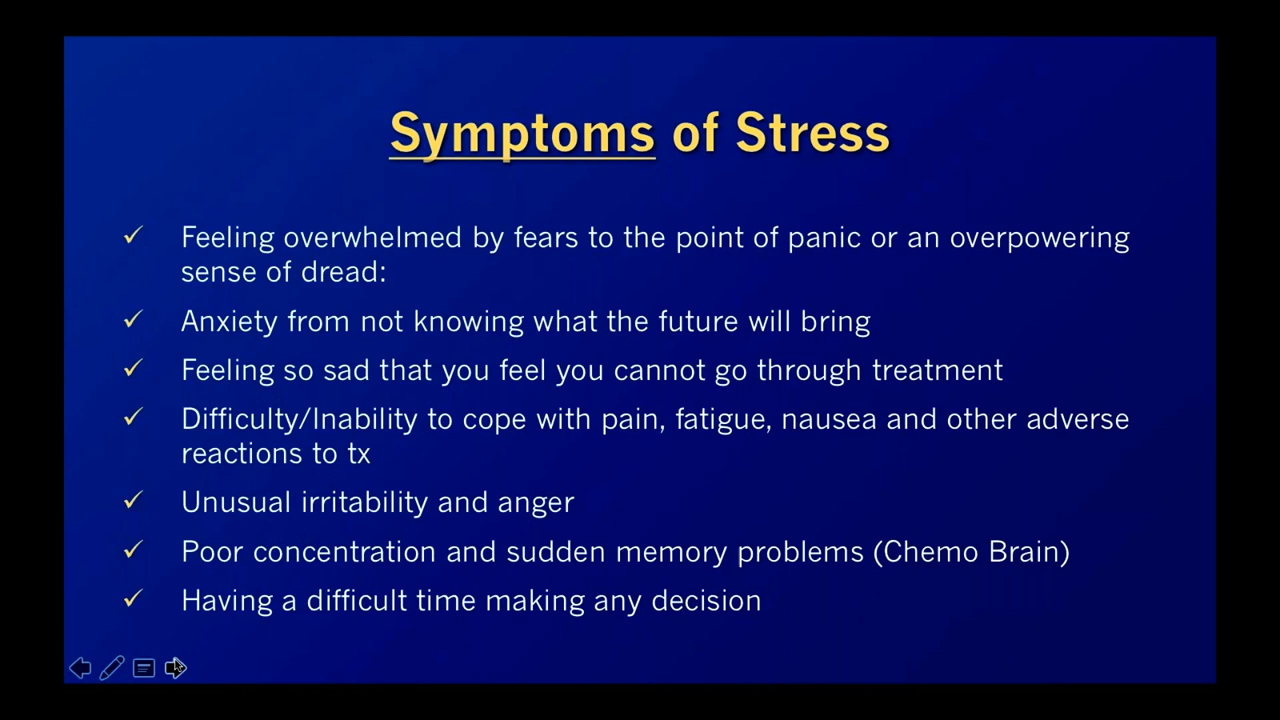 Symptoms of Stress
✓ Feeling overwhelmed by fears to the point of panic or an overpowering
sense of dread:
✓ Anxiety from not knowing what the future will bring
✓ Feeling so sad that you feel you cannot go through treatment
✓ Difficulty/Inability to cope with pain, fatigue, nausea and other adverse
reactions to tx
✓ Unusual irritability and anger
✓ Poor concentration and sudden memory problems (Chemo Brain)
✓ Having a difficult time making any decision